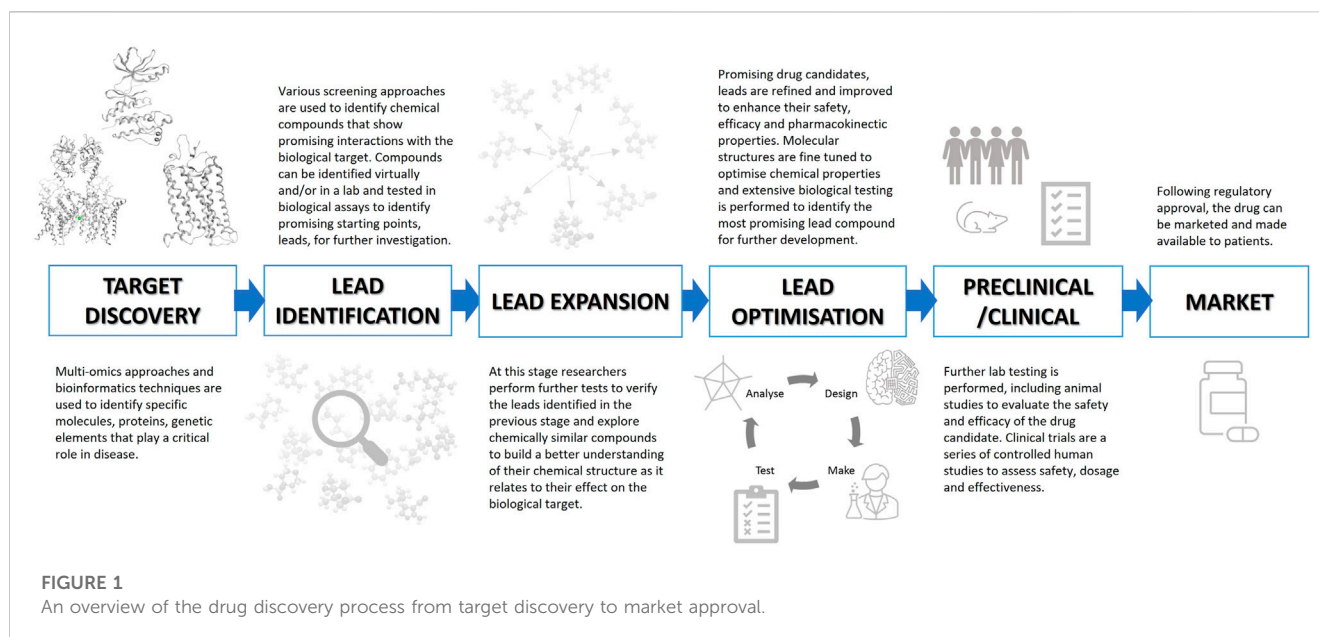 Various screening approaches
are used to identify chemical
compounds that show
promising interactions with the
biological target. Compounds
can be identified virtually
and/or in a lab and tested in
biological assays to identify
promising starting points,
leads, for further investigation.
Promising drug candidates,
leads are refined and improved
to enhance their safety,
efficacy and pharmacokinectic
properties. Molecular
structures are fine tuned to
optimise chemical properties
and extensive biological testing
is performed to identify the
most promising lead compound
for further development.
Following regulatory
approval, the drug can
be marketed and made
available to patients.
TARGET
DISCOVERY
LEAD
IDENTIFICATION
LEAD EXPANSION
LEAD
OPTIMISATION
PRECLINICAL
/CLINICAL
MARKET
Multi-omics approaches and
bioinformatics techniques are
used to identify specific
molecules, proteins, genetic
elements that play a critical
role in disease.
At this stage researchers
perform further tests to verify
the leads identified in the
previous stage and explore
chemically similar compounds
to build a better understanding
of their chemical structure as it
relates to their effect on the
biological target.
Analyse
Design
Test
Make
Further lab testing is
performed, including animal
studies to evaluate the safety
and efficacy of the drug
candidate. Clinical trials are a
series of controlled human
studies to assess safety, dosage
and effectiveness.
FIGURE 1
An overview of the drug discovery process from target discovery to market approval.